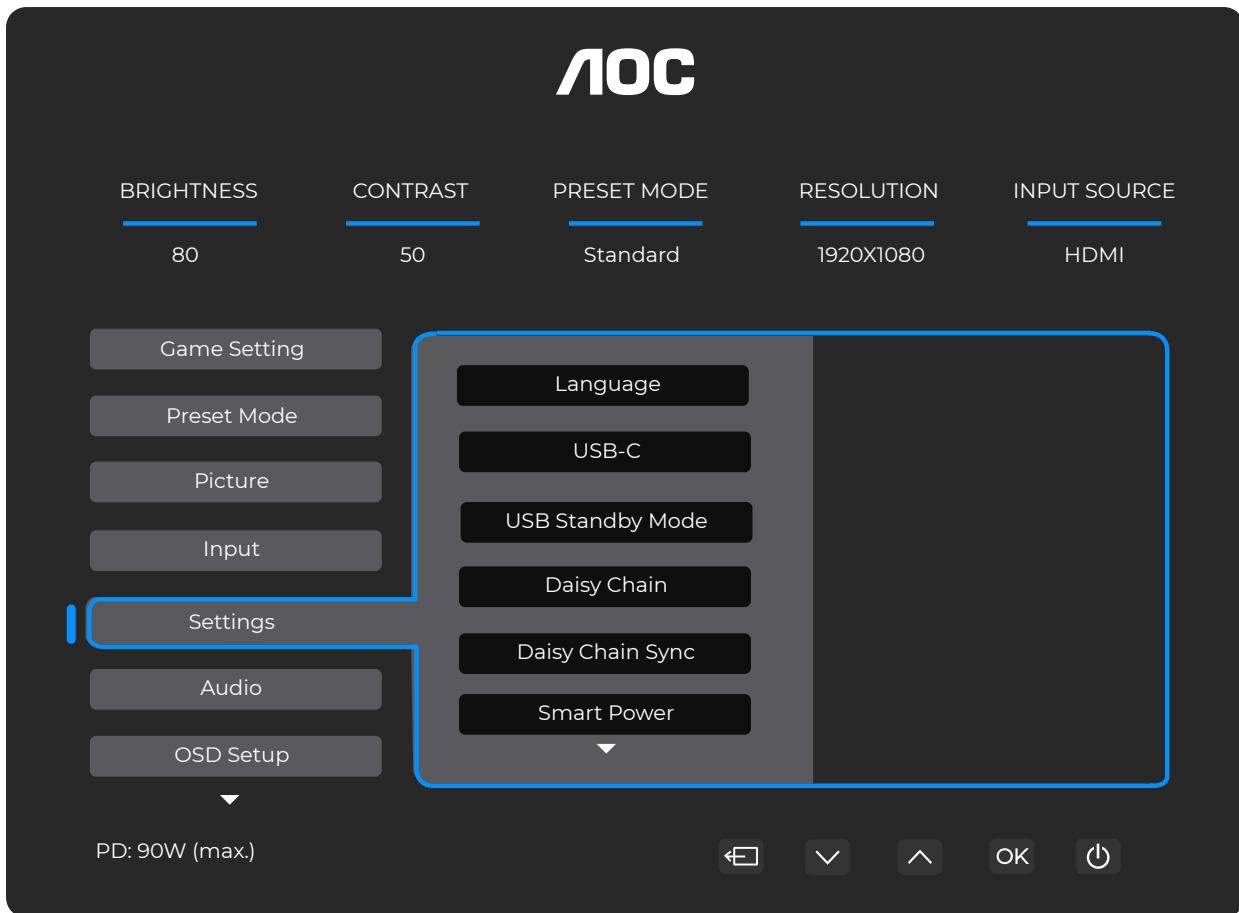 AOC
BRIGHTNESS CONTRAST PRESET MODE RESOLUTION INPUT SOURCE
80 50 Standard 1920X1080 HDMI
Game Setting
Preset Mode
Picture
Input
Settings
Audio
OSD Setup
Language
USB-C
USB Standby Mode
Daisy Chain
Daisy Chain Sync
Smart Power
PD: 90W (max.)
OK